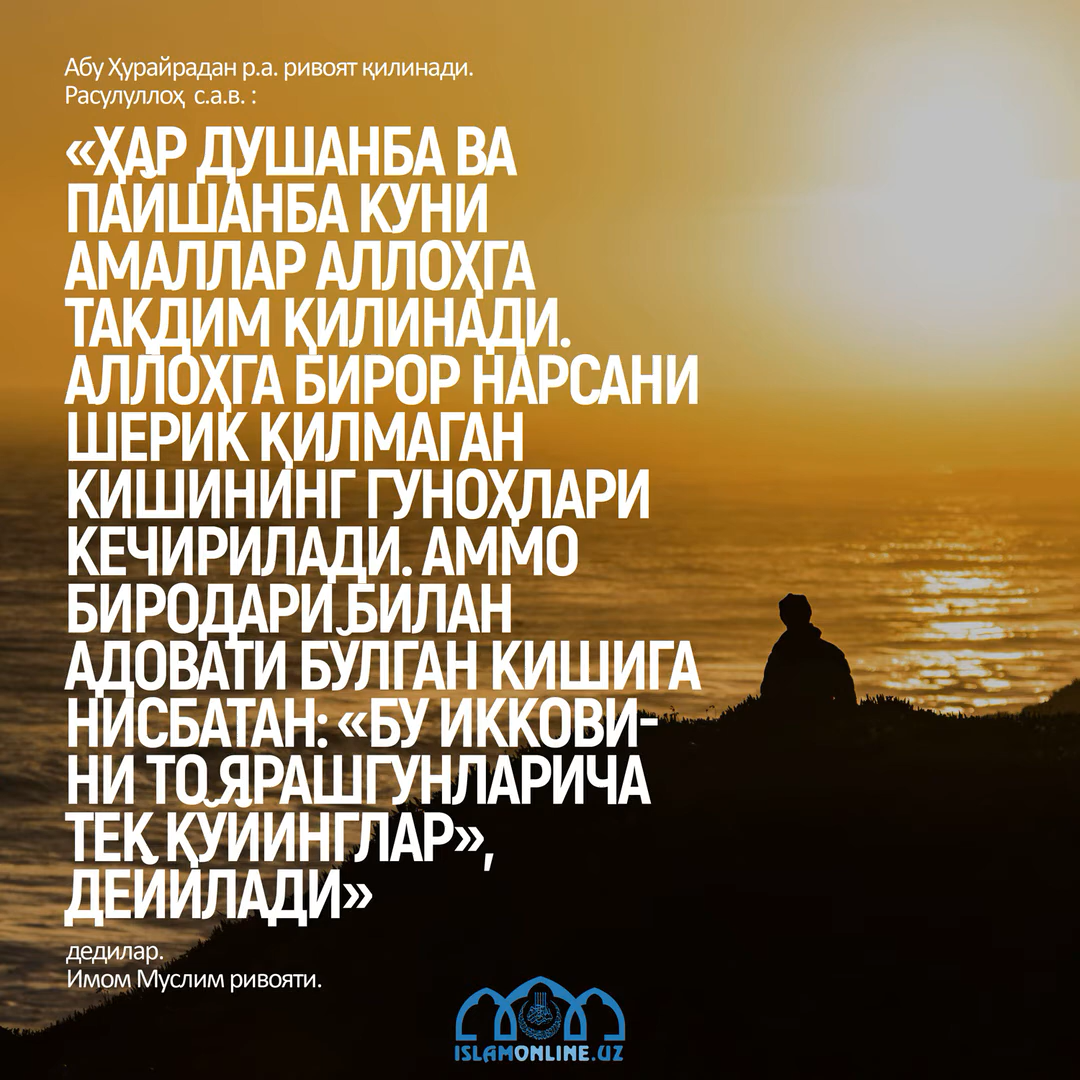 Абу Ҳурайрадан р.а. ривоят қилинади.
Расулуллоҳ с.а.в. :
«ҲАР ДУШАНБА ВА
ПАЙШАНБА КУНИ
АМАЛЛАР АЛЛОҲГА
ТАҚДИМ ҚИЛИНАДИ.
АЛЛОҲГА БИРОР НАРСАНИ
ШЕРИК ҚИЛМАГАН
КИШИНИНГ ГУНОҲЛАРИ
КЕЧИРИЛАДИ. АММО
БИРОДАРИ БИЛАН
АДОВАТИ БЎЛГАН КИШИГА
НИСБАТАН: «БУ ИККОВИ-
НИ ТО ЯРАШГУНЛАРИЧА
ТЕК ҚЎЙИНГЛАР»,
ДЕЙИЛАДИ»
дедилар.
Имом Муслим ривояти.
ISLAMONLINE.UZ